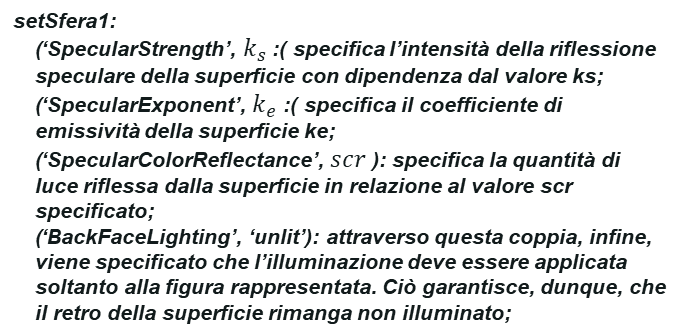 setSfera1:
(‘SpecularStrength’, k_s :( specifica l’intensità della riflessione
speculare della superficie con dipendenza dal valore ks;
(‘SpecularExponent’, k_e :( specifica il coefficiente di
emissività della superficie ke;
(‘SpecularColorReflectance’, scr ): specifica la quantità di
luce riflessa dalla superficie in relazione al valore scr
specificato;
(‘BackFaceLighting’, ‘unlit’): attraverso questa coppia, infine,
viene specificato che l’illuminazione deve essere applicata
soltanto alla figura rappresentata. Ciò garantisce, dunque, che
il retro della superficie rimanga non illuminato;